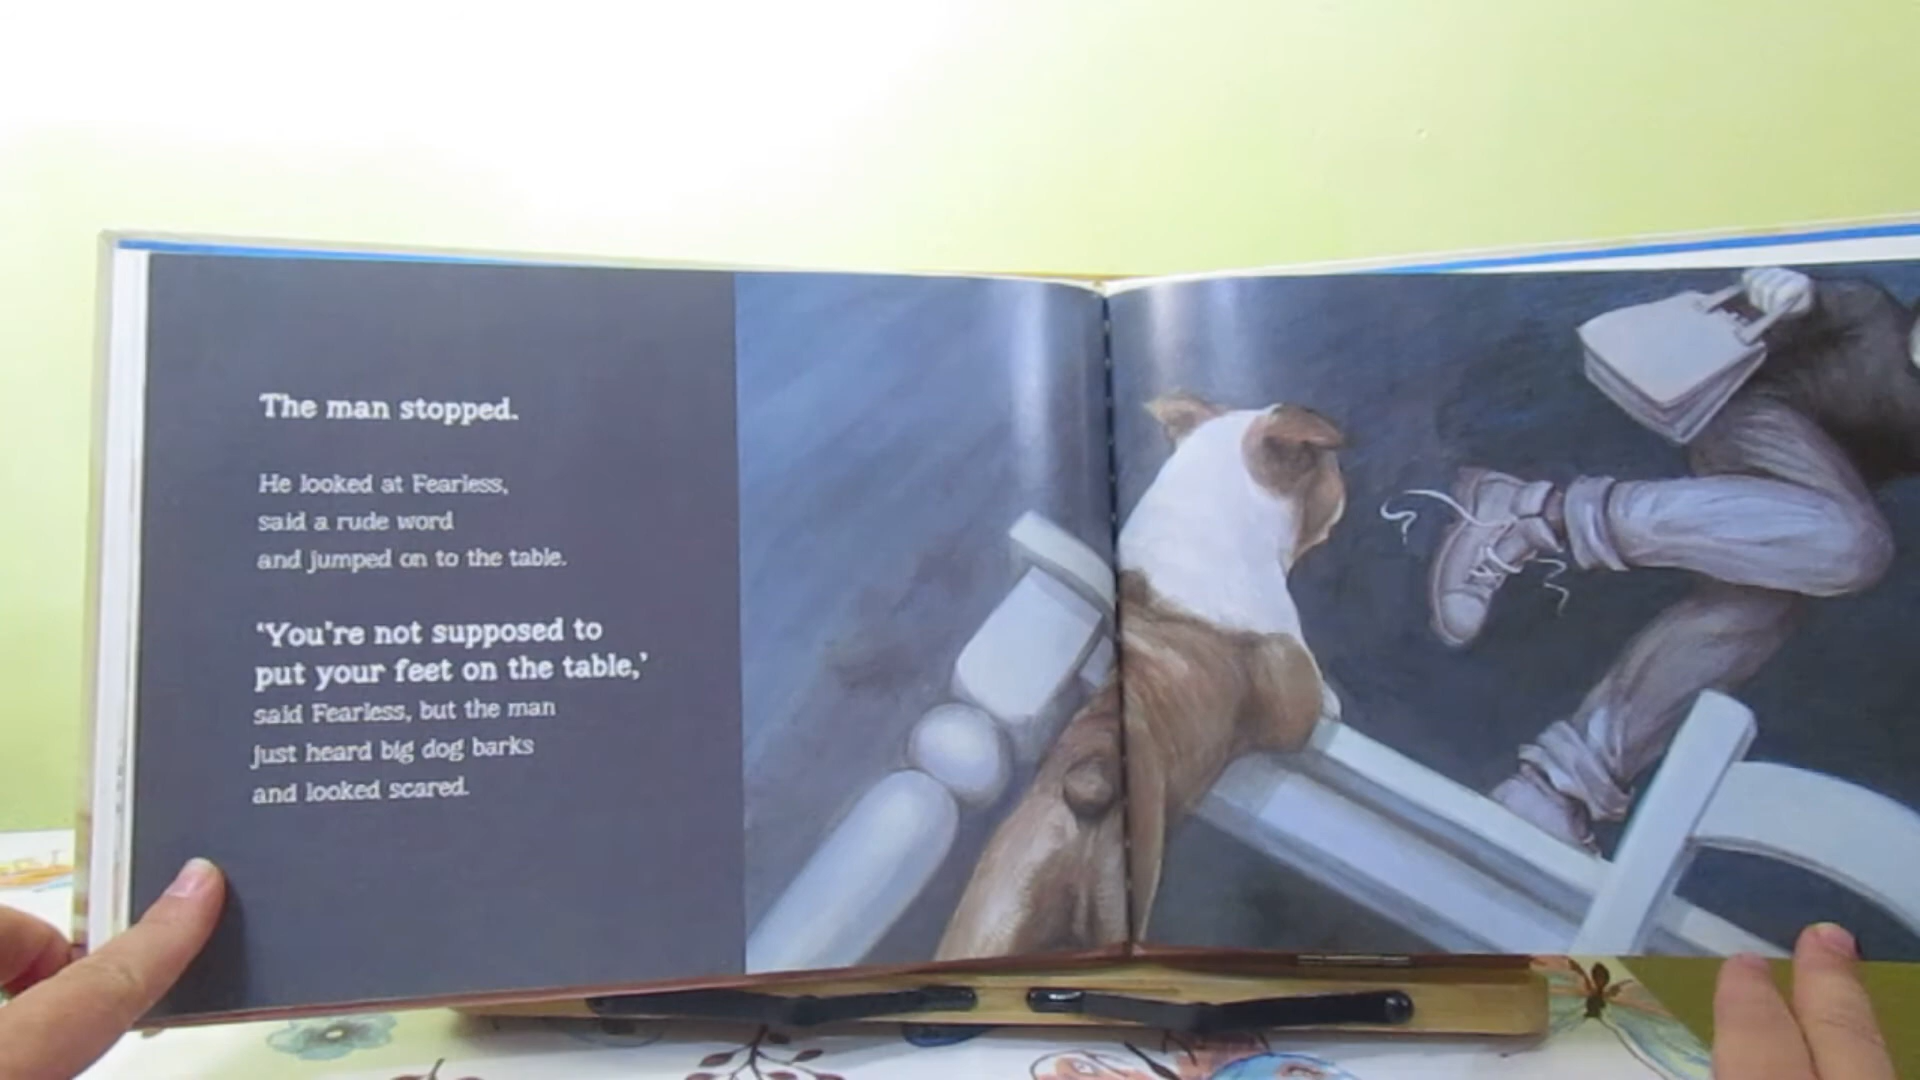 The man stopped.
He looked at Fearless,
said a rude word
and jumped on to the table.
‘You’re not supposed to
put your feet on the table,’
said Fearless, but the man
just heard big dog barks
and looked scared.